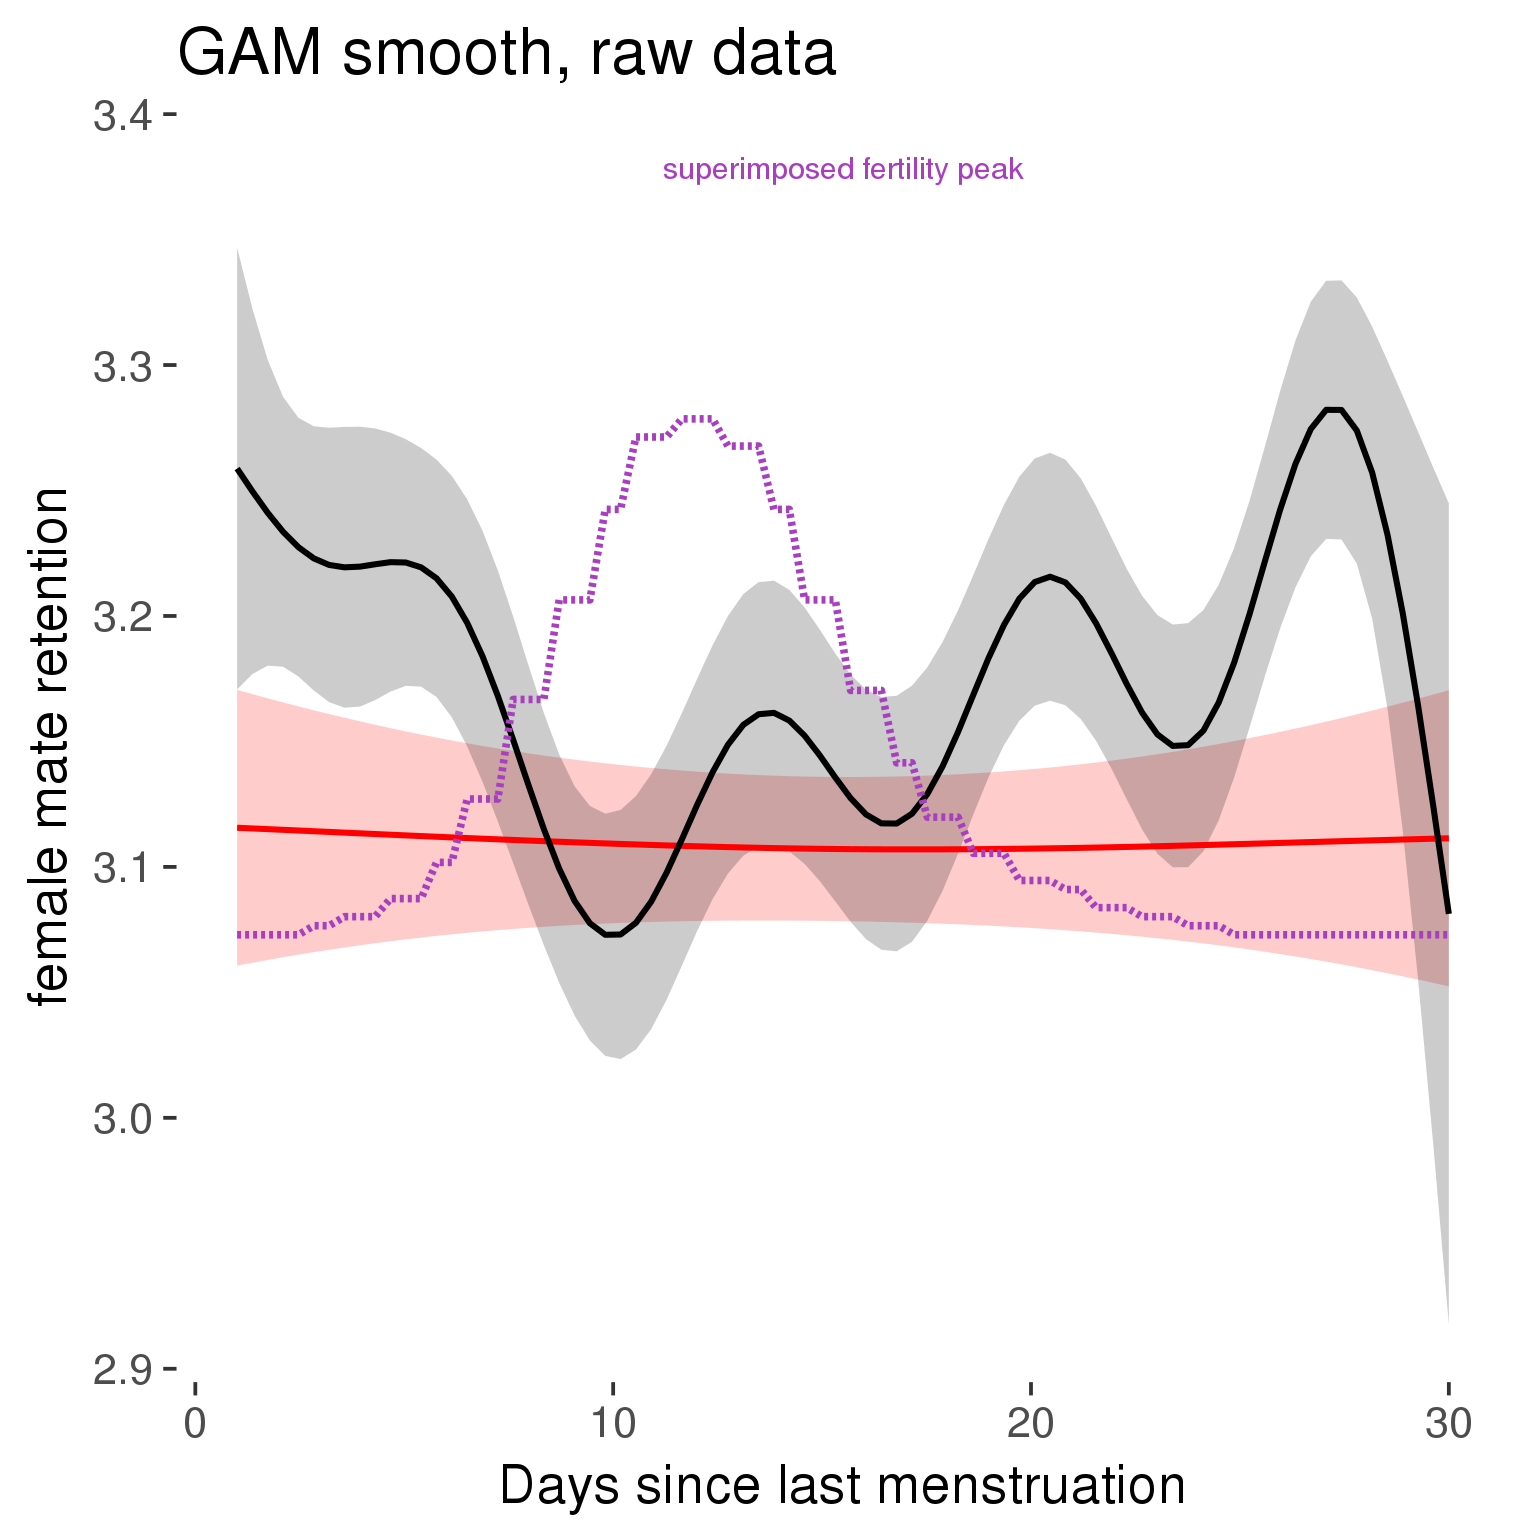 GAM smooth, raw data
superimposed fertility peak
female mate retention
3.4
3.3
3.2
3.1
3.0
2.9
0 10 20 30
Days since last menstruation